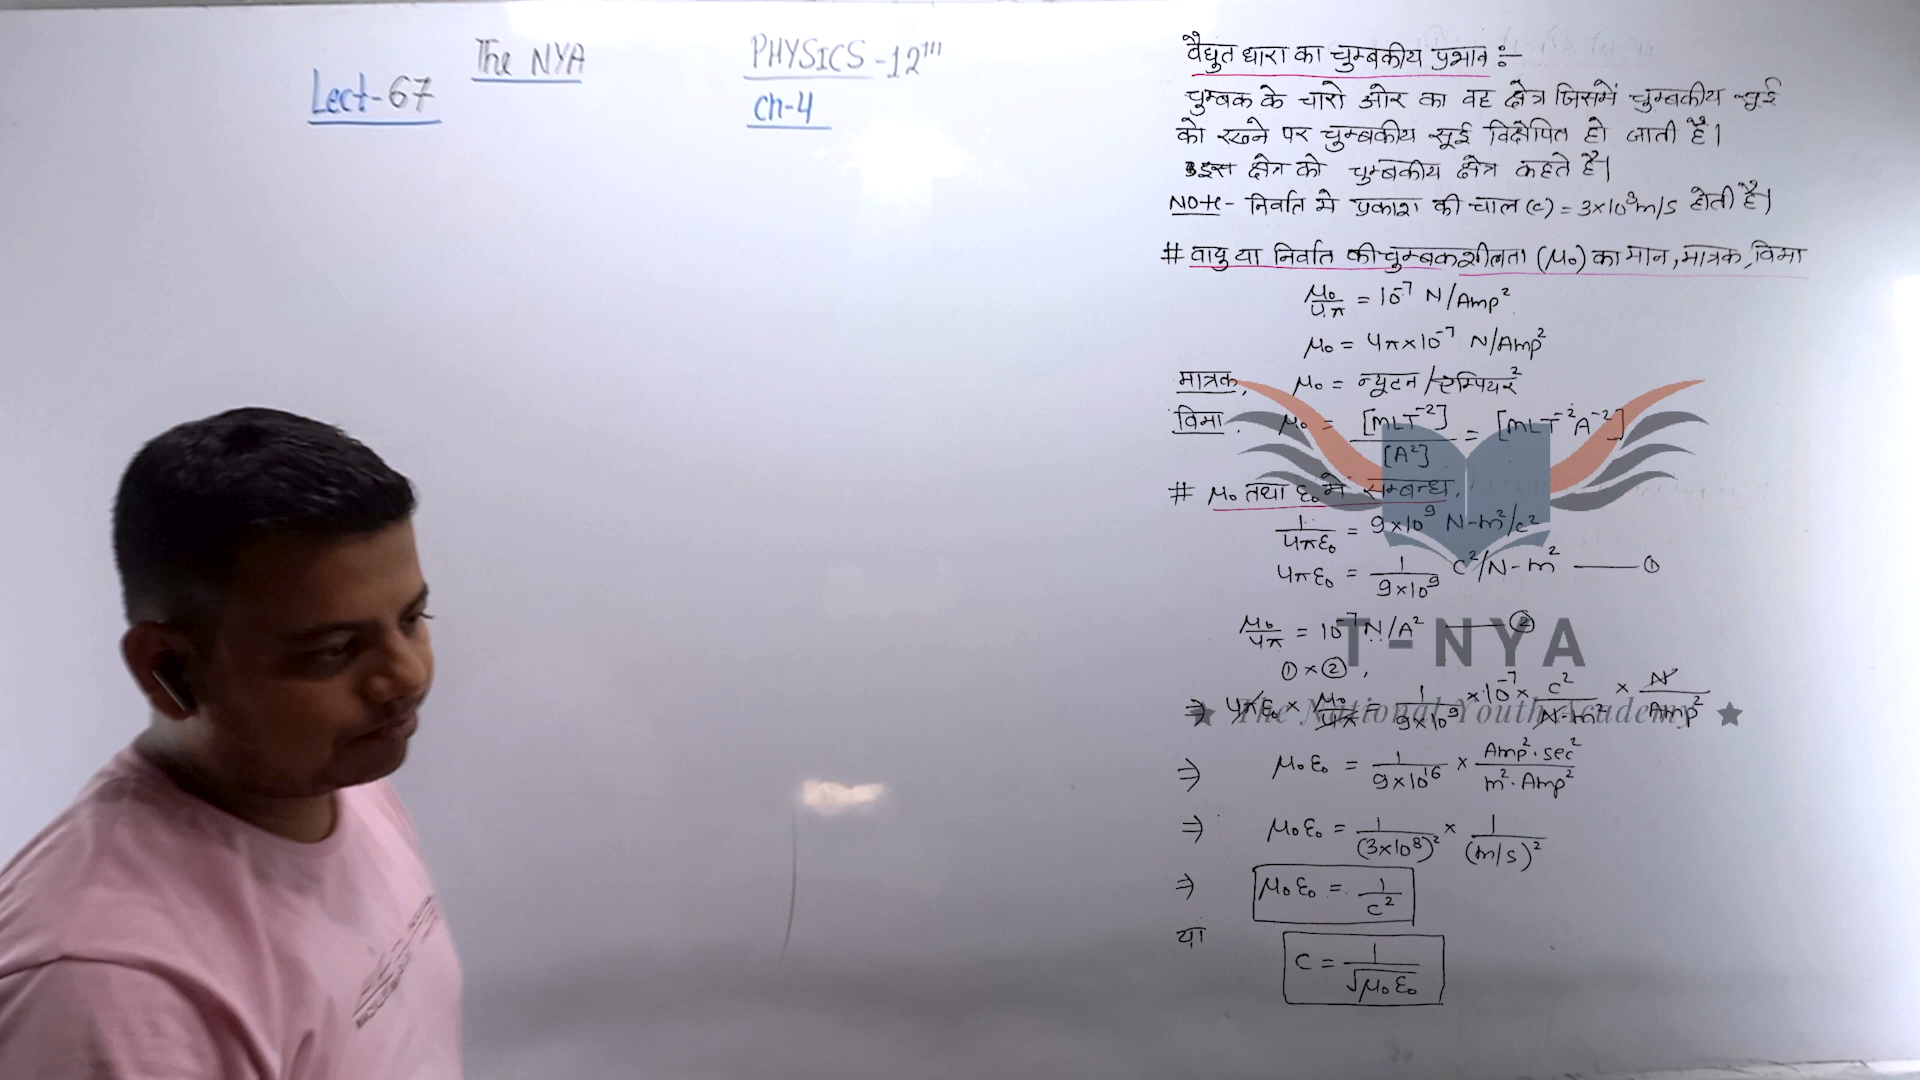 The NYA
Lect-67
PHYSICS-12th
Ch-4
वैद्युत धारा का चुम्बकीय प्रभाव :-
चुम्बक के चारो ओर का वह क्षेत्र जिसमें चुम्बकीय सूई
को रखने पर चुम्बकीय सूई विक्षेपित हो जाती है।
इस क्षेत्र को चुम्बकीय क्षेत्र कहते है।
Note- निर्वात मे प्रकाश की चाल (c) = 3×10⁸m/s होती है।
# वायु या निर्वात की चुम्बकशीलता (μ₀) का मान, मात्रक, विमा
μ₀/4π = 10⁻⁷ N/Amp²
μ₀ = 4π×10⁻⁷ N/Amp²
मात्रक, μ₀ = न्यूटन/एम्पियर²
विमा, μ₀ = [MLT⁻²]/[A²] = [MLT⁻²A⁻²]
# μ₀ तथा ε₀ मे सम्बन्ध,
1/4πε₀ = 9×10⁹ N-m²/c²
4πε₀ = 1/9×10⁹ C²/N-m² —— ①
μ₀/4π = 10⁻⁷ N/A² —— ②
T-NYA
①×②,
⇒ 4πε₀ × μ₀/4π = 1/9×10⁹ × 10⁻⁷ × C²/N-m² × N/Amp²
★ The National Youth Academy ★
⇒ μ₀ε₀ = 1/9×10¹⁶ × Amp².sec²/m².Amp²
⇒ μ₀ε₀ = 1/(3×10⁸)² × 1/(m/s)²
⇒ μ₀ε₀ = 1/c²
या
c = 1/√μ₀ε₀